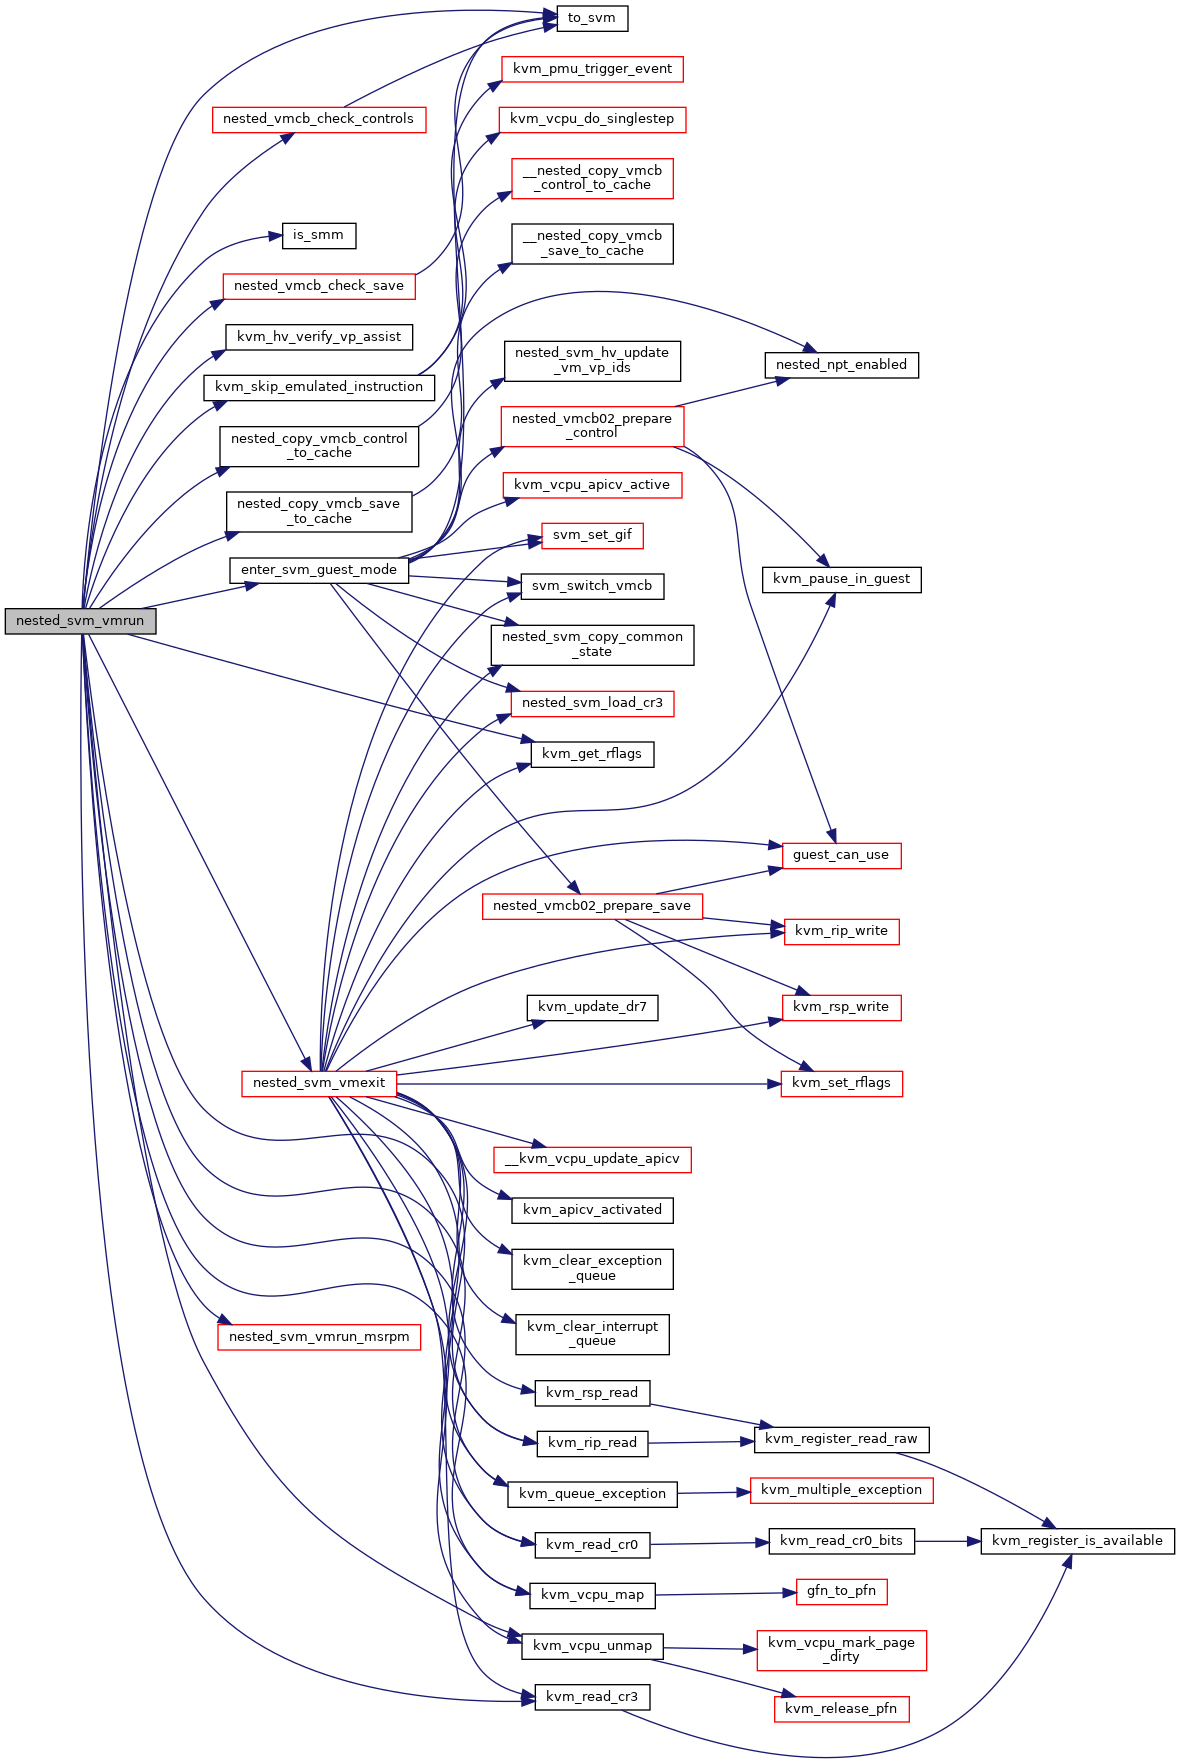 to_svm
kvm_pmu_trigger_event
nested_vmcb_check_controls
kvm_vcpu_do_singlestep
__nested_copy_vmcb
_control_to_cache
is_smm
__nested_copy_vmcb
_save_to_cache
nested_vmcb_check_save
kvm_hv_verify_vp_assist
nested_svm_hv_update
_vm_vp_ids
nested_npt_enabled
kvm_skip_emulated_instruction
nested_vmcb02_prepare
_control
nested_copy_vmcb_control
_to_cache
kvm_vcpu_apicv_active
nested_copy_vmcb_save
_to_cache
svm_set_gif
enter_svm_guest_mode
svm_switch_vmcb
kvm_pause_in_guest
nested_svm_vmrun
nested_svm_copy_common
_state
nested_svm_load_cr3
kvm_get_rflags
guest_can_use
nested_vmcb02_prepare_save
kvm_rip_write
kvm_update_dr7
kvm_rsp_write
nested_svm_vmexit
kvm_set_rflags
__kvm_vcpu_update_apicv
kvm_apicv_activated
kvm_clear_exception
_queue
kvm_clear_interrupt
_queue
nested_svm_vmrun_msrpm
kvm_rsp_read
kvm_rip_read
kvm_register_read_raw
kvm_queue_exception
kvm_multiple_exception
kvm_read_cr0
kvm_read_cr0_bits
kvm_register_is_available
kvm_vcpu_map
gfn_to_pfn
kvm_vcpu_unmap
kvm_vcpu_mark_page
_dirty
kvm_read_cr3
kvm_release_pfn